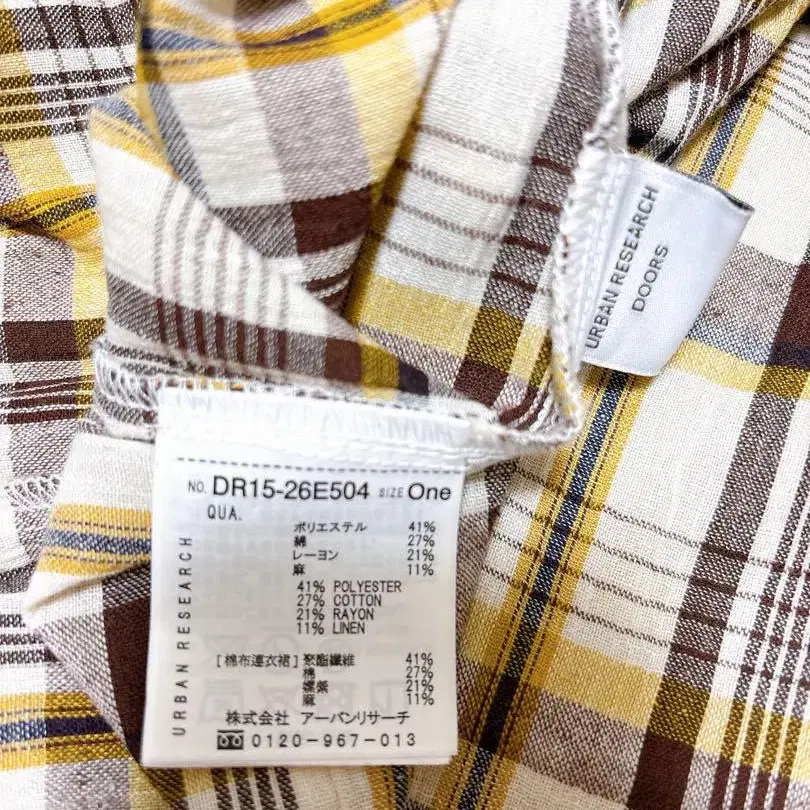 URBAN RESEARCH
DOORS
NO. DR15-26E504 SIZE One
QUA.
ポリエステル 41%
綿 27%
レーヨン 21%
麻 11%
41% POLYESTER
27% COTTON
21% RAYON
11% LINEN
[棉布連衣裙] 聚酯纖維 41%
棉 27%
嫘縈 21%
麻 11%
URBAN RESEARCH
株式会社 アーバンリサーチ
0120-967-013